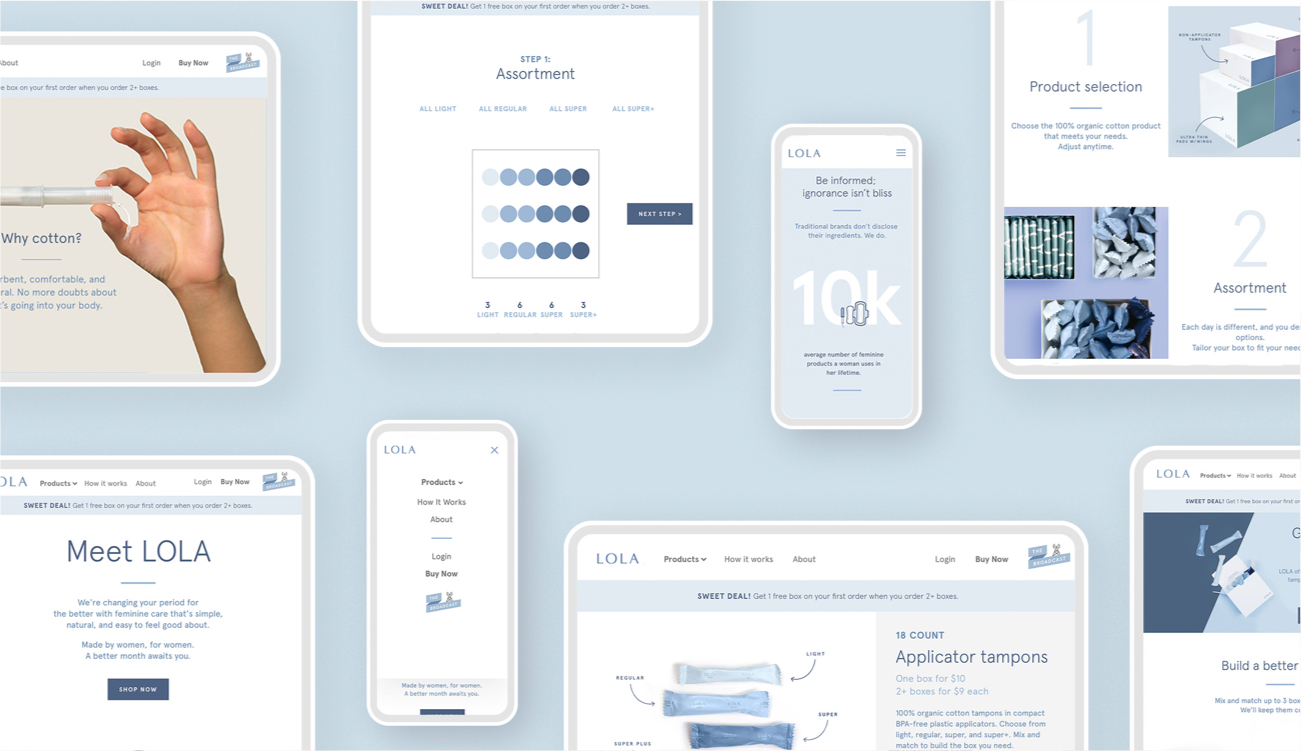 About
Login
Buy Now
THE
BROADCAST
e box on your first order when you order 2+ boxes.
Why cotton?
rbent, comfortable, and
ral. No more doubts about
t's going into your body.
SWEET DEAL! Get 1 free box on your first order when you order 2+ boxes.
STEP 1:
Assortment
ALL LIGHT
ALL REGULAR
ALL SUPER
ALL SUPER+
NEXT STEP >
3 6 6 3
LIGHT REGULAR SUPER SUPER+
LOLA
Be informed;
ignorance isn't bliss
Traditional brands don't disclose
their ingredients. We do.
10k
average number of feminine
products a woman uses in
her lifetime.
1
Product selection
Choose the 100% organic cotton product
that meets your needs.
Adjust anytime.
NON-APPLICATOR
TAMPONS
ULTRA THIN
PADS W/WINGS
2
Assortment
Each day is different, and you de
options.
Tailor your box to fit your need
OLA
Products
How it works
About
Login
Buy Now
THE
BROADCAST
SWEET DEAL! Get 1 free box on your first order when you order 2+ boxes.
Meet LOLA
We're changing your period for
the better with feminine care that's simple,
natural, and easy to feel good about.
Made by women, for women.
A better month awaits you.
SHOP NOW
LOLA
Products
How It Works
About
Login
Buy Now
THE
BROADCAST
Made by women, for women.
A better month awaits you.
LOLA
Products
How it works
About
Login
Buy Now
THE
BROADCAST
SWEET DEAL! Get 1 free box on your first order when you order 2+ boxes.
LIGHT
REGULAR
SUPER
SUPER PLUS
18 COUNT
Applicator tampons
One box for $10
2+ boxes for $9 each
100% organic cotton tampons in compact
BPA-free plastic applicators. Choose from
light, regular, super, and super+. Mix and
match to build the box you need.
LOLA
Products
How it works
About
SWEET DEAL! Get 1 free box on your first or
G
LOLA of
tamp
Build a better
Mix and match up to 3 box
We'll keep them c